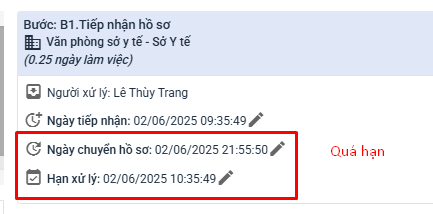 Bước: B1.Tiếp nhận hồ sơ
Văn phòng sở y tế - Sở Y tế
(0.25 ngày làm việc)
Người xử lý: Lê Thùy Trang
Ngày tiếp nhận: 02/06/2025 09:35:49
Ngày chuyển hồ sơ: 02/06/2025 21:55:50
Quá hạn
Hạn xử lý: 02/06/2025 10:35:49